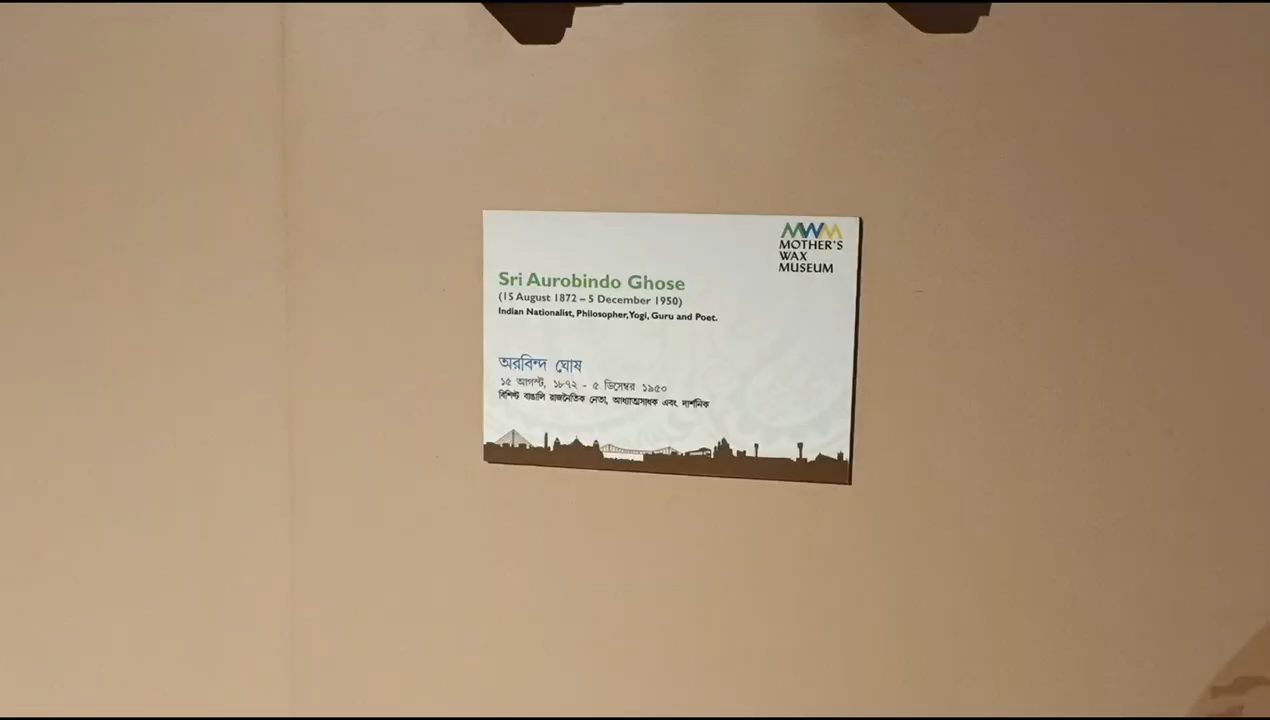 MWM
MOTHER'S
WAX
MUSEUM
Sri Aurobindo Ghose
(15 August 1872 – 5 December 1950)
Indian Nationalist, Philosopher, Yogi, Guru and Poet.
অরবিন্দ ঘোষ
১৫ আগস্ট, ১৮৭২ - ৫ ডিসেম্বর ১৯৫০
বিশিষ্ট বাঙালি রাজনৈতিক নেতা, আধ্যাত্মসাধক এবং দার্শনিক